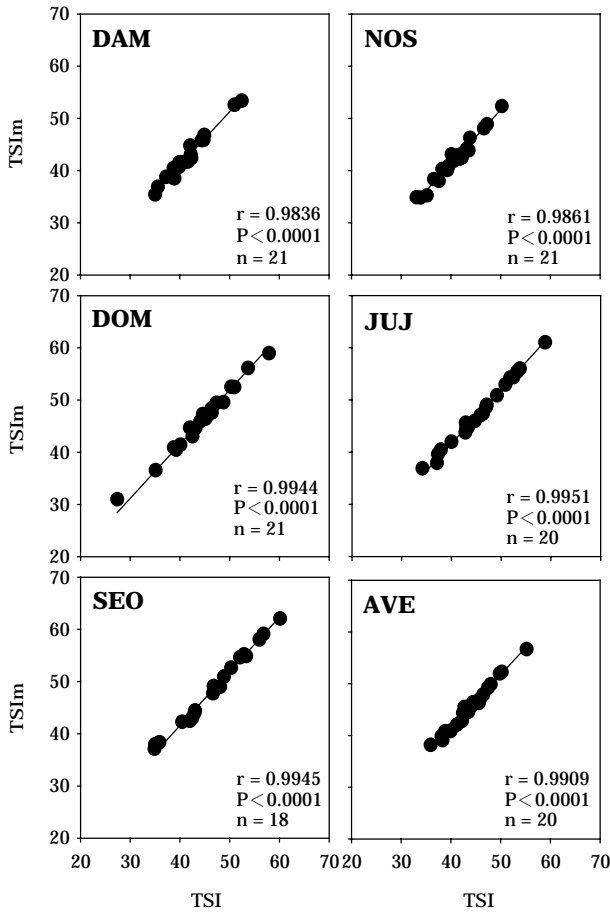 70
60
50
40
30
20
TSIm
DAM
r = 0.9836
P<0.0001
n = 21
NOS
r = 0.9861
P<0.0001
n = 21
70
60
50
40
30
20
TSIm
DOM
r = 0.9944
P<0.0001
n = 21
JUJ
r = 0.9951
P<0.0001
n = 20
70
60
50
40
30
20
TSIm
SEO
r = 0.9945
P<0.0001
n = 18
AVE
r = 0.9909
P<0.0001
n = 20
20 30 40 50 60 70 20 30 40 50 60 70
TSI TSI